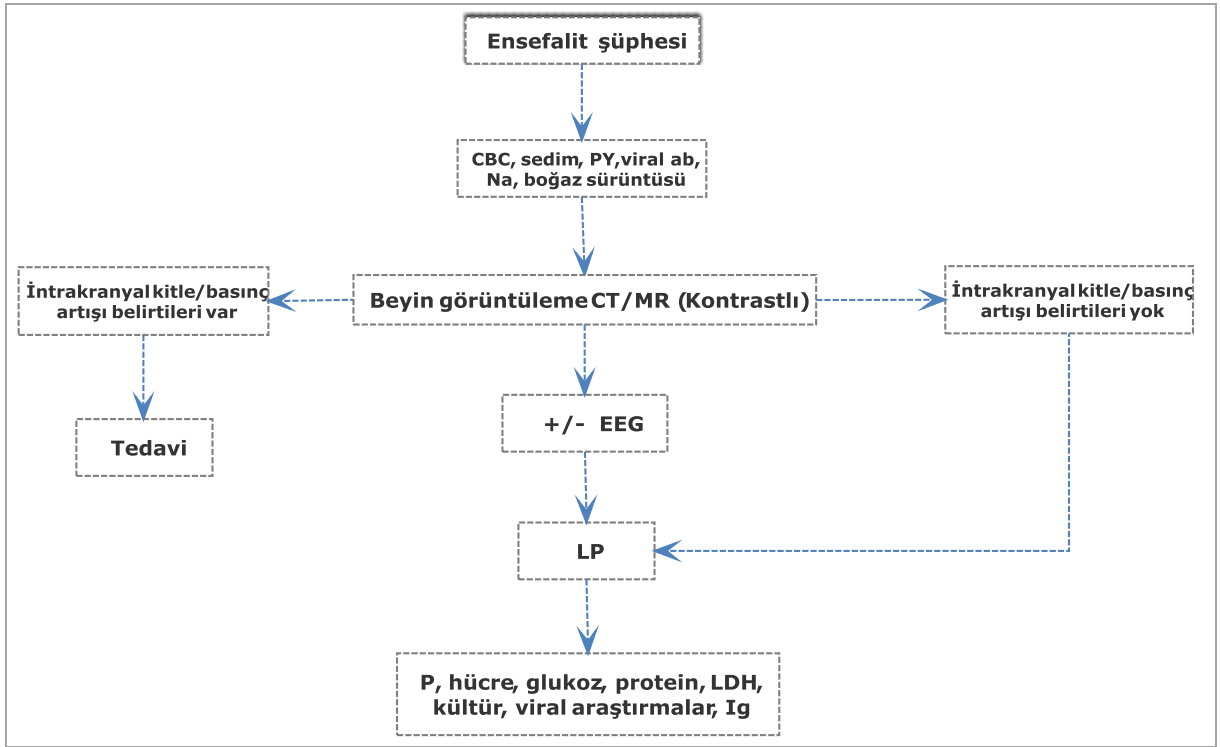 Ensefalit şüphesi
CBC, sedim, PY,viral ab,
Na, boğaz sürüntüsü
İntrakranyal kitle/basınç
artışı belirtileri var
Beyin görüntüleme CT/MR (Kontrastlı)
İntrakranyal kitle/basınç
artışı belirtileri yok
Tedavi
+/- EEG
LP
P, hücre, glukoz, protein, LDH,
kültür, viral araştırmalar, Ig